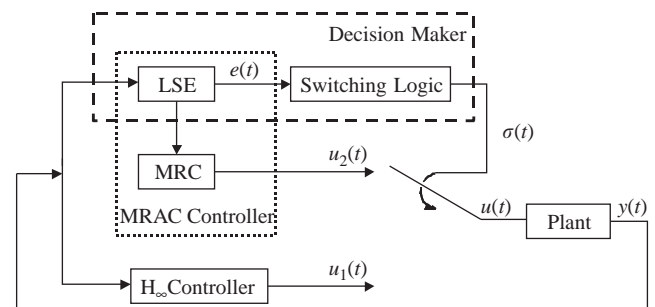 Decision Maker
LSE
e(t)
Switching Logic
σ(t)
MRC
u₂(t)
MRAC Controller
u(t)
Plant
y(t)
H∞Controller
u₁(t)